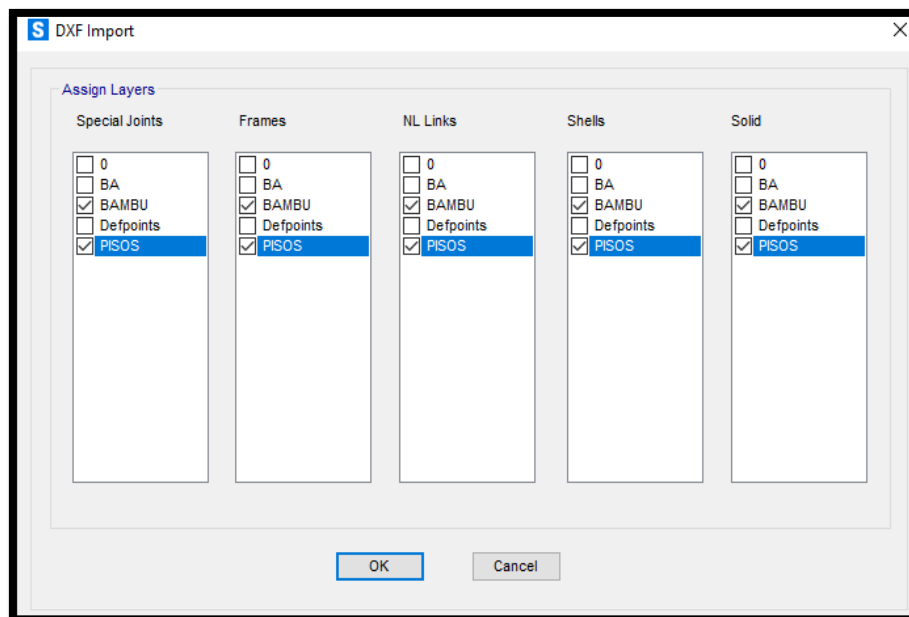 S DXF Import
Assign Layers
Special Joints Frames NL Links Shells Solid
0 0 0 0 0
BA BA BA BA BA
BAMBU BAMBU BAMBU BAMBU BAMBU
Defpoints Defpoints Defpoints Defpoints Defpoints
PISOS PISOS PISOS PISOS PISOS
OK Cancel